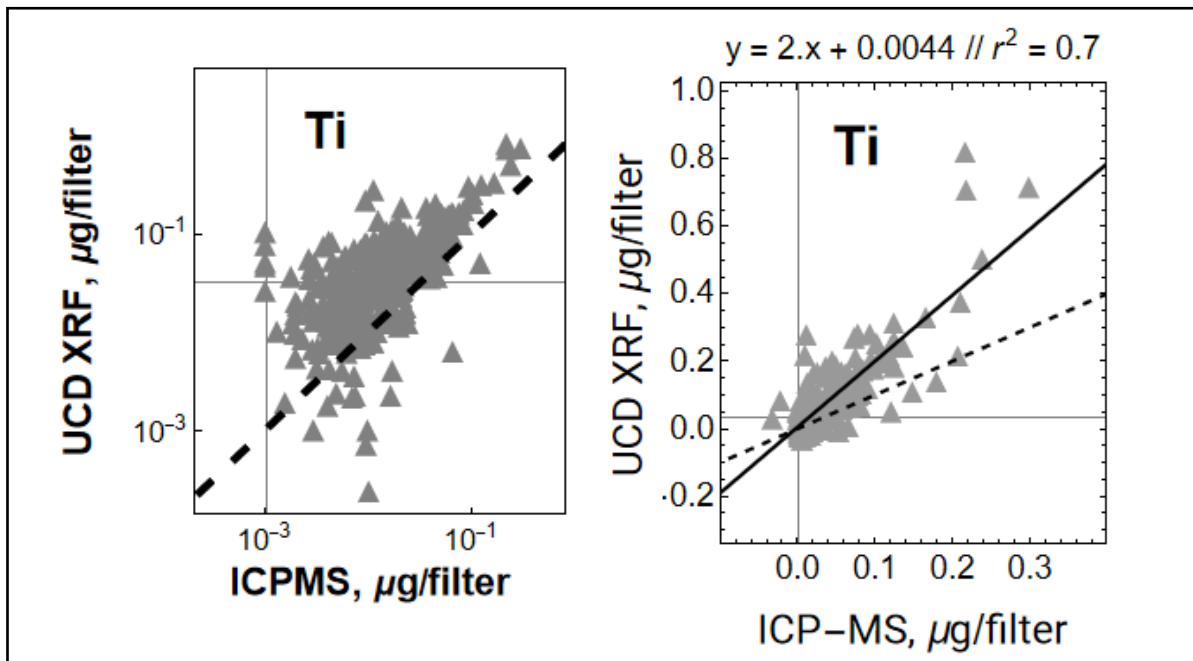 Ti
UCD XRF, µg/filter
10⁻¹
10⁻³
10⁻³ 10⁻¹
ICPMS, µg/filter
y = 2.x + 0.0044 // r² = 0.7
Ti
UCD XRF, µg/filter
1.0
0.8
0.6
0.4
0.2
0.0
-0.2
0.0 0.1 0.2 0.3
ICP–MS, µg/filter